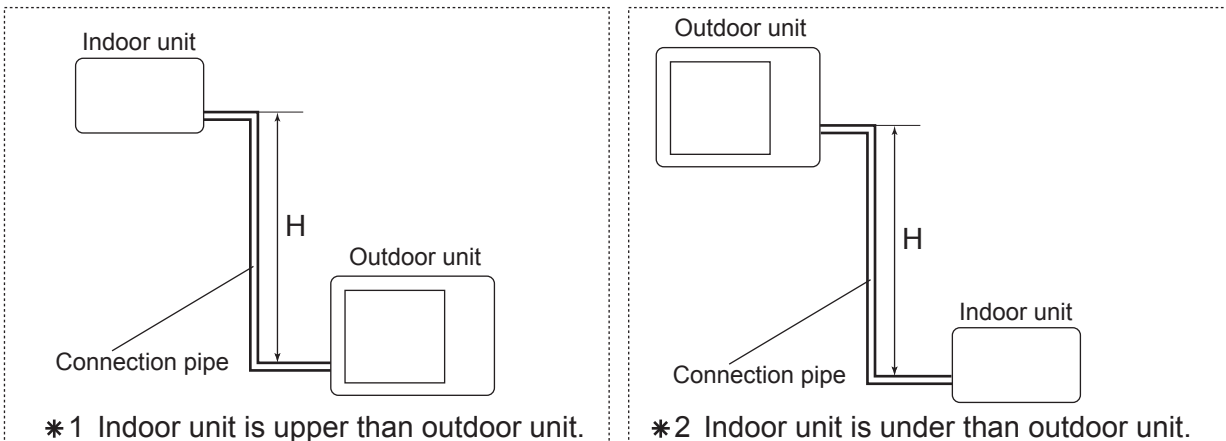 Indoor unit
H
Outdoor unit
Connection pipe
*1 Indoor unit is upper than outdoor unit.
Outdoor unit
H
Indoor unit
Connection pipe
*2 Indoor unit is under than outdoor unit.